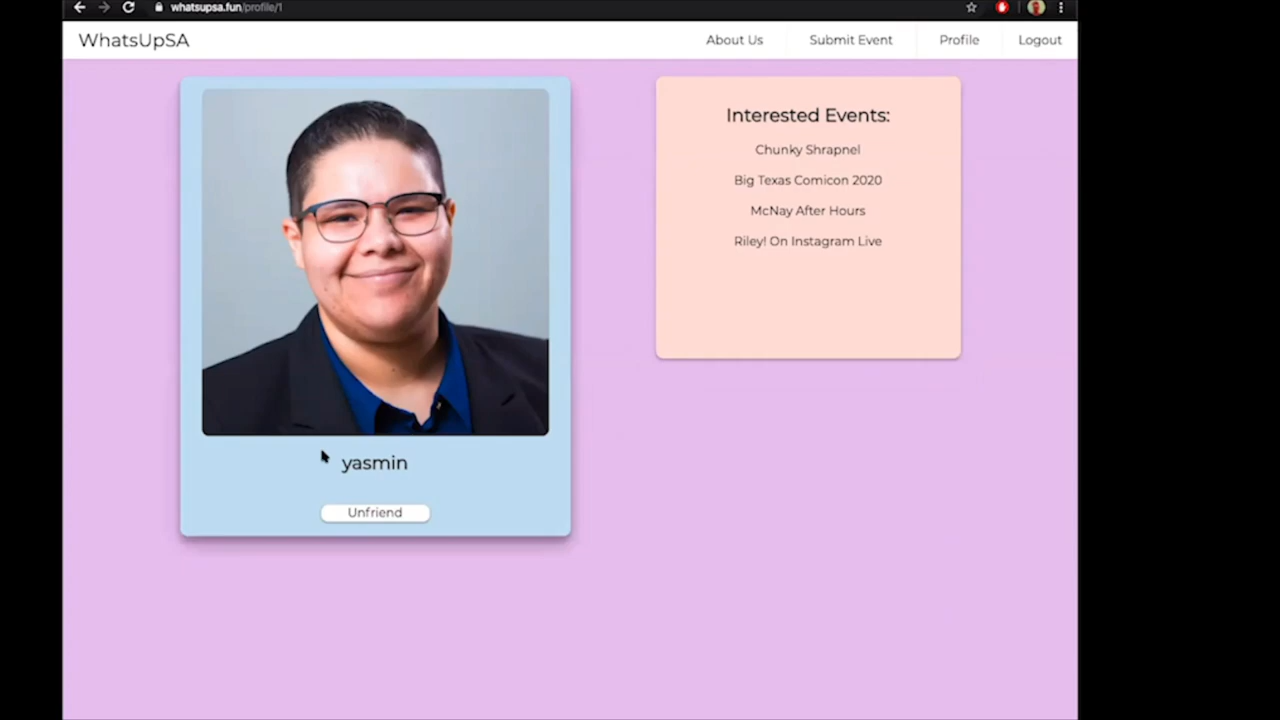 whatsupsa.fun/profile/1
WhatsUpSA
About Us
Submit Event
Profile
Logout
yasmin
Unfriend
Interested Events:
Chunky Shrapnel
Big Texas Comicon 2020
McNay After Hours
Riley! On Instagram Live